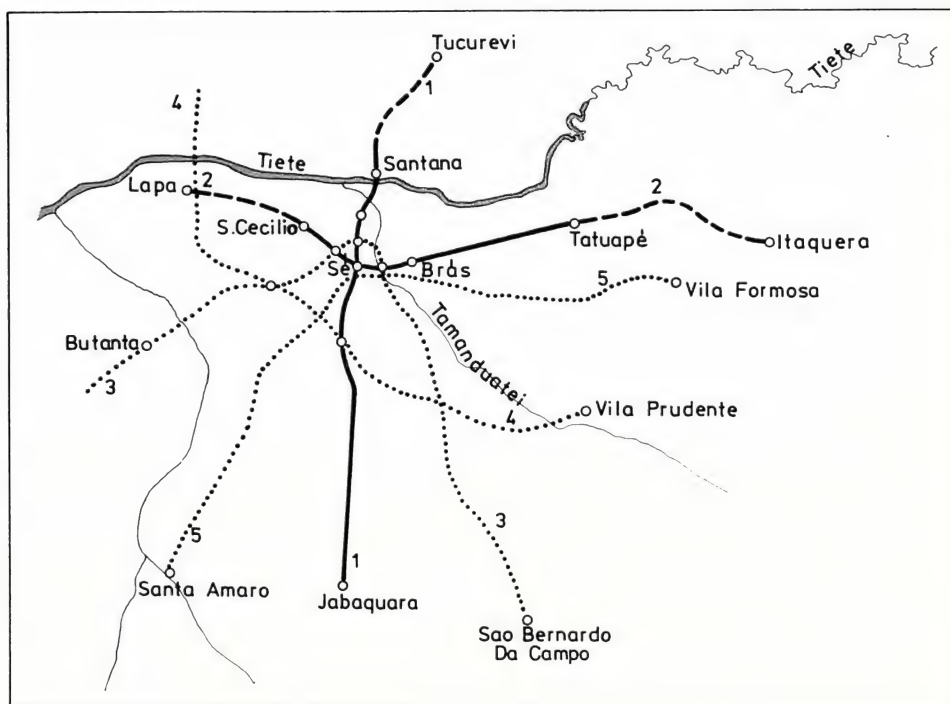 Tucurevi
1
Tiete
4
Tiete
Santana
Lapa
2
2
S.Cecilio
Tatuapé
Itaquera
Sé
Brás
5
Vila Formosa
Butanta
3
Tamanduatei
4
Vila Prudente
5
3
1
Santa Amaro
Jabaquara
Sao Bernardo
Da Campo